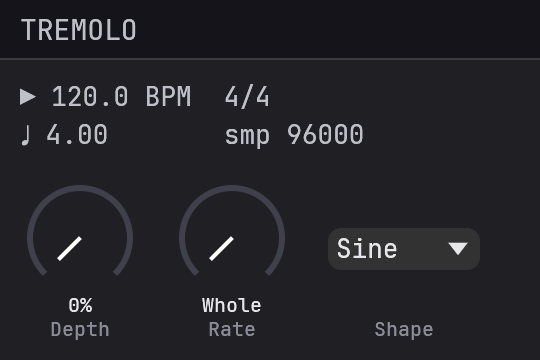 TREMOLO
▶ 120.0 BPM 4/4
♩ 4.00 smp 96000
Sine ▼
0% Whole
Depth Rate Shape